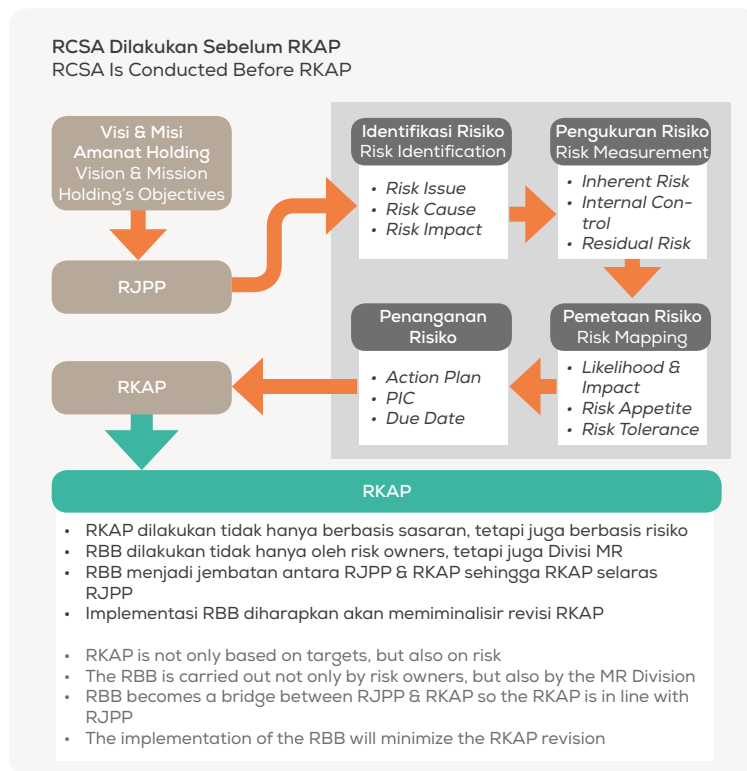 RCSA Dilakukan Sebelum RKAP
RCSA Is Conducted Before RKAP
Visi & Misi
Amanat Holding
Vision & Mission
Holding's Objectives
RJPP
Identifikasi Risiko
Risk Identification
• Risk Issue
• Risk Cause
• Risk Impact
Pengukuran Risiko
Risk Measurement
• Inherent Risk
• Internal Con-
trol
• Residual Risk
Pemetaan Risiko
Risk Mapping
• Likelihood &
Impact
• Risk Appetite
• Risk Tolerance
Penanganan
Risiko
• Action Plan
• PIC
• Due Date
RKAP
RKAP
• RKAP dilakukan tidak hanya berbasis sasaran, tetapi juga berbasis risiko
• RBB dilakukan tidak hanya oleh risk owners, tetapi juga Divisi MR
• RBB menjadi jembatan antara RJPP & RKAP sehingga RKAP selaras
RJPP
• Implementasi RBB diharapkan akan memiminalisir revisi RKAP
• RKAP is not only based on targets, but also on risk
• The RBB is carried out not only by risk owners, but also by the MR Division
• RBB becomes a bridge between RJPP & RKAP so the RKAP is in line with
RJPP
• The implementation of the RBB will minimize the RKAP revision